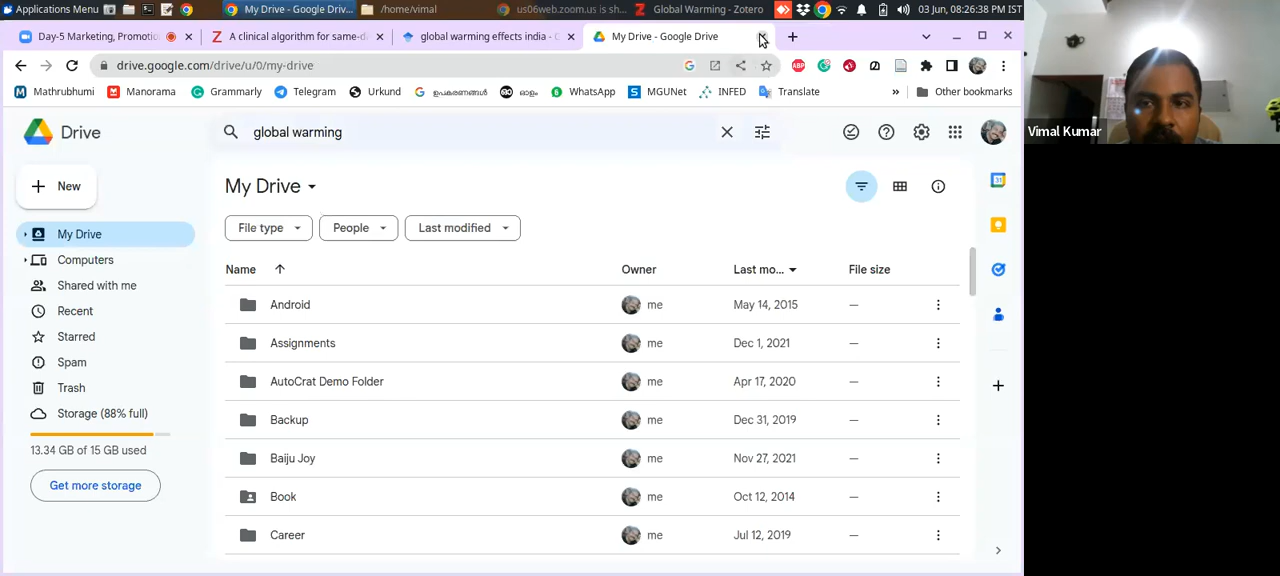 Applications Menu My Drive - Google Driv... /home/vimal us06web.zoom.us is sh... Global Warming - Zotero 03 Jun, 08:26:38 PM IST
Day-5 Marketing, Promotio A clinical algorithm for same-d global warming effects india - D My Drive - Google Drive
drive.google.com/drive/u/0/my-drive
Mathrubhumi Manorama Grammarly Telegram Urkund ഉപകരണങ്ങൾ ഓളം WhatsApp MGUNet INFED Translate » Other bookmarks
Drive
global warming
New
My Drive
Computers
Shared with me
Recent
Starred
Spam
Trash
Storage (88% full)
13.34 GB of 15 GB used
Get more storage
My Drive
File type People Last modified
Name Owner Last mo... File size
Android me May 14, 2015 —
Assignments me Dec 1, 2021 —
AutoCrat Demo Folder me Apr 17, 2020 —
Backup me Dec 31, 2019 —
Baiju Joy me Nov 27, 2021 —
Book me Oct 12, 2014 —
Career me Jul 12, 2019 —
Vimal Kumar